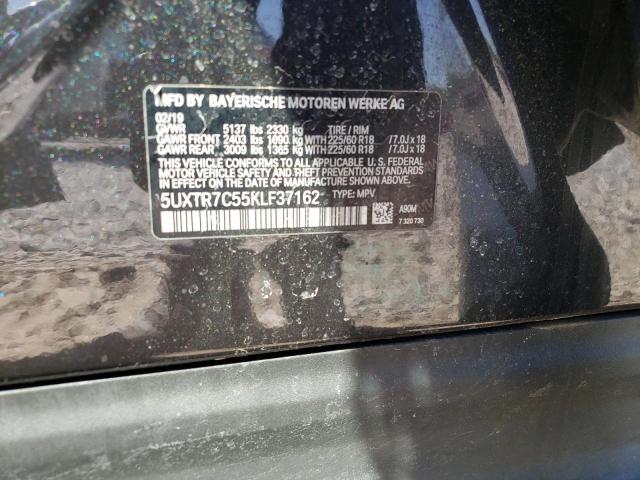 MFD BY BAYERISCHE MOTOREN WERKE AG
02/19
GVWR 5137 lbs 2330 kg TIRE / RIM
GAWR FRONT 2403 lbs 1090 kg WITH 225/60 R18 /7.0J x 18
GAWR REAR 3009 lbs 1365 kg WITH 225/60 R18 /7.0J x 18
THIS VEHICLE CONFORMS TO ALL APPLICABLE U.S. FEDERAL
MOTOR VEHICLE SAFETY, BUMPER, AND THEFT PREVENTION
STANDARDS IN EFFECT ON THE DATE OF MANUFACTURE SHOWN ABOVE.
5UXTR7C55KLF37162 TYPE: MPV
A90M
7 320 730